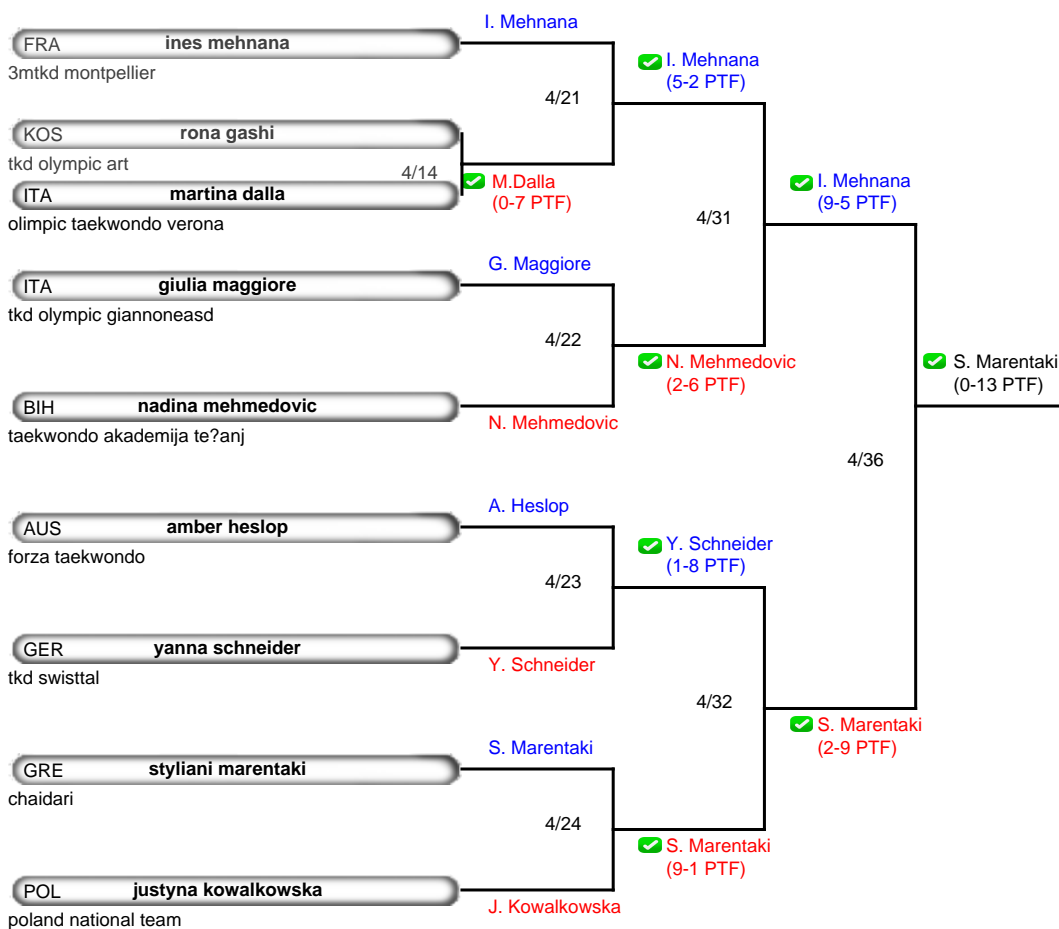 I. Mehnana
FRA ines mehnana
3mtkd montpellier
I. Mehnana
(5-2 PTF)
4/21
KOS rona gashi
tkd olympic art
4/14
ITA martina dalla
M.Dalla
(0-7 PTF)
olimpic taekwondo verona
I. Mehnana
(9-5 PTF)
4/31
G. Maggiore
ITA giulia maggiore
tkd olympic giannoneasd
4/22
N. Mehmedovic
(2-6 PTF)
S. Marentaki
(0-13 PTF)
BIH nadina mehmedovic
N. Mehmedovic
taekwondo akademija te?anj
4/36
A. Heslop
AUS amber heslop
forza taekwondo
Y. Schneider
(1-8 PTF)
4/23
GER yanna schneider
Y. Schneider
tkd swisttal
4/32
S. Marentaki
(2-9 PTF)
S. Marentaki
GRE styliani marentaki
chaidari
4/24
S. Marentaki
(9-1 PTF)
POL justyna kowalkowska
J. Kowalkowska
poland national team